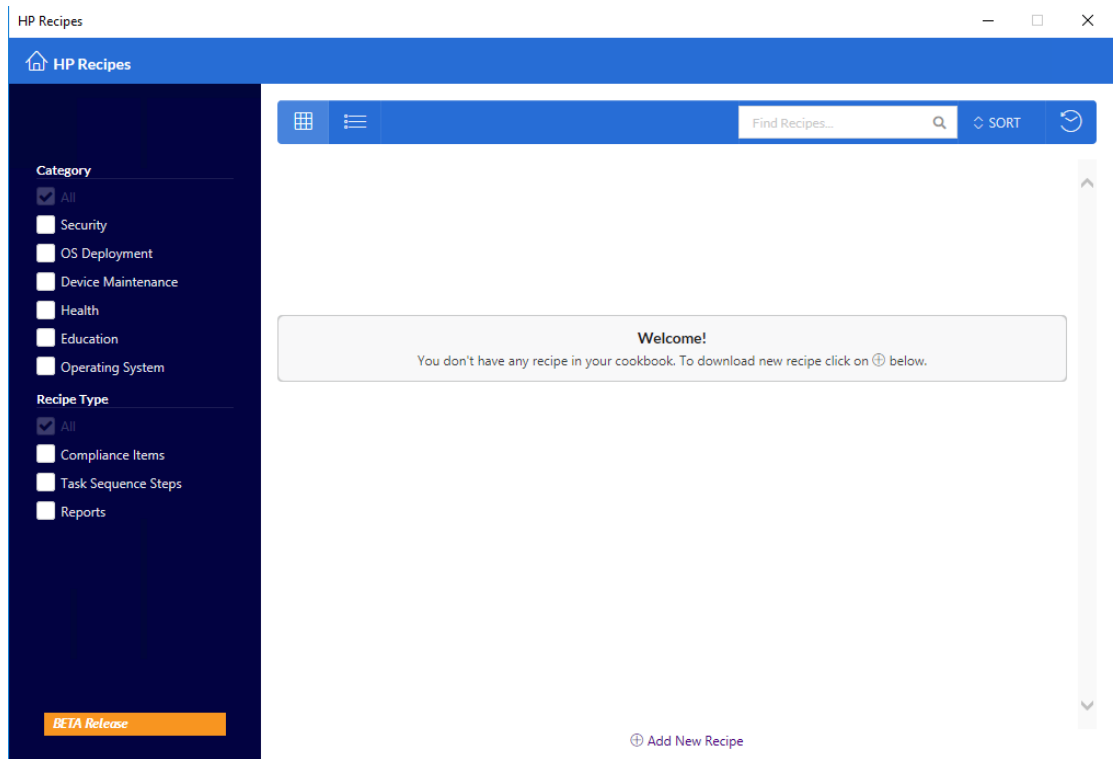 HP Recipes
HP Recipes
Find Recipes...
SORT
Category
All
Security
OS Deployment
Device Maintenance
Health
Education
Operating System
Recipe Type
All
Compliance Items
Task Sequence Steps
Reports
BETA Release
Welcome!
You don't have any recipe in your cookbook. To download new recipe click on ⊕ below.
⊕ Add New Recipe